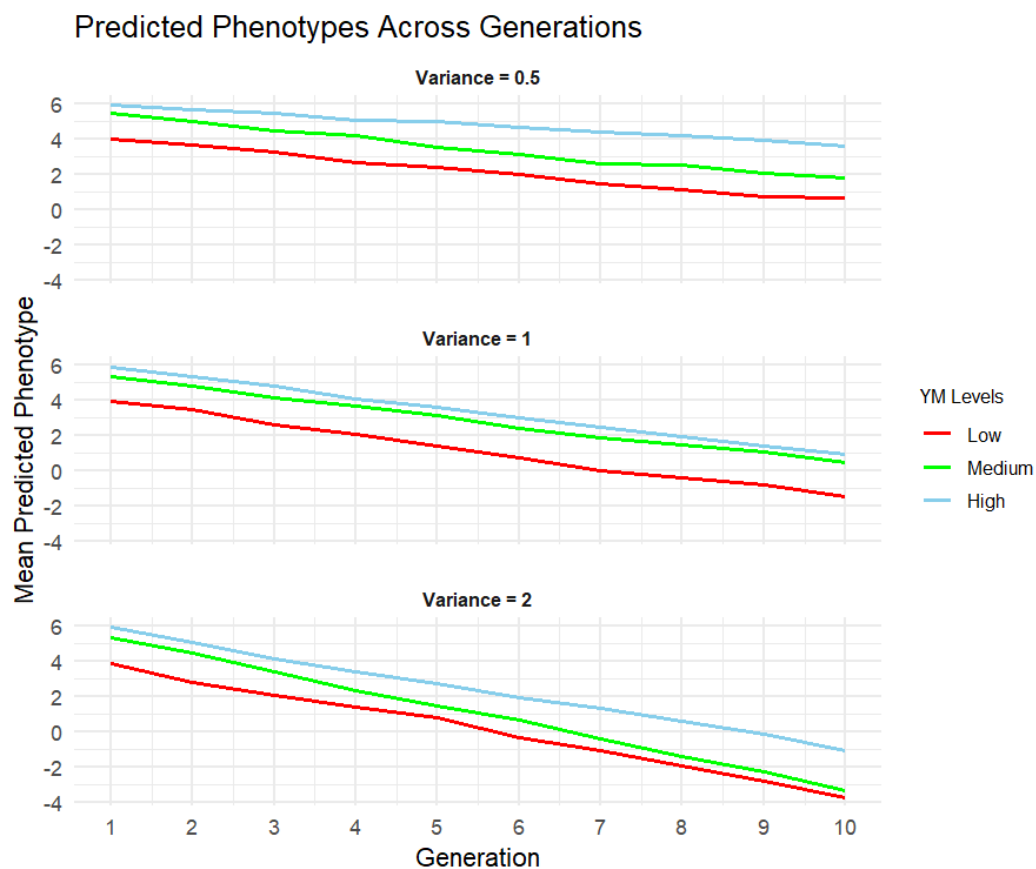 Predicted Phenotypes Across Generations
Variance = 0.5
6
4
2
0
-2
-4
Variance = 1
6
4
2
0
-2
-4
Variance = 2
6
4
2
0
-2
-4
1 2 3 4 5 6 7 8 9 10
Generation
Mean Predicted Phenotype
YM Levels
Low
Medium
High